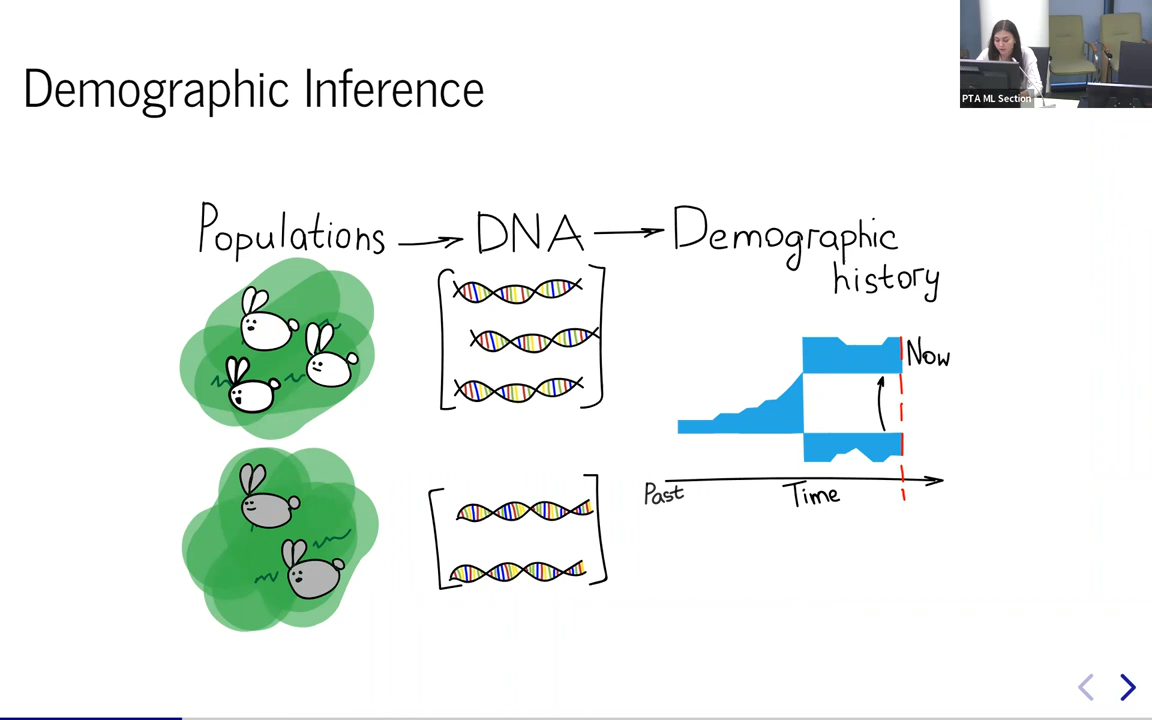 PTA ML Section
Demographic Inference
Populations → DNA → Demographic
history
Now
Past
Time